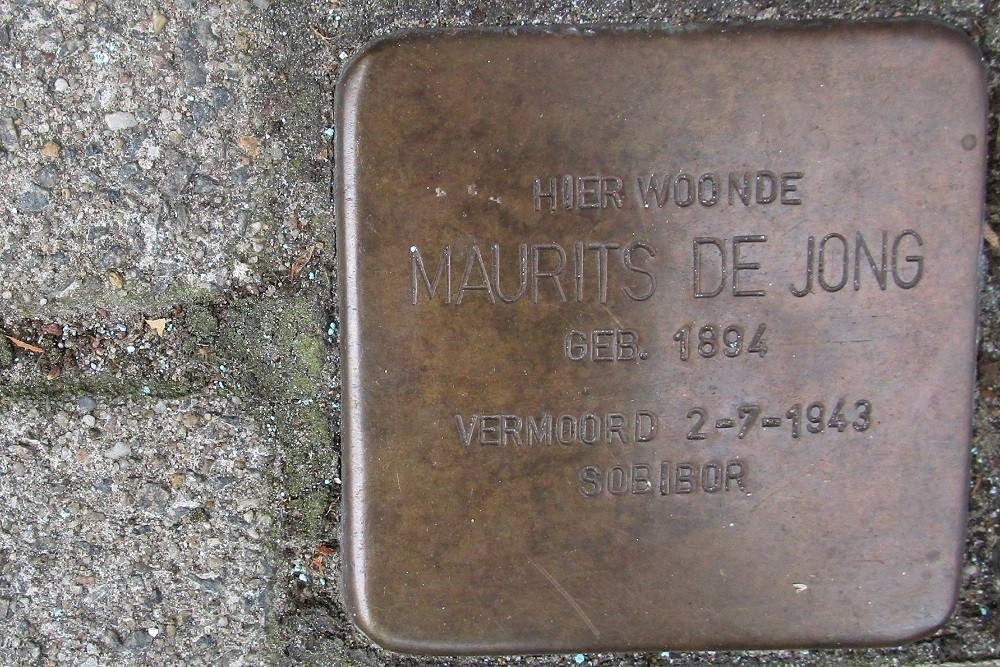 HIER WOONDE
MAURITS DE JONG
GEB. 1894
VERMOORD 2-7-1943
SOBIBOR